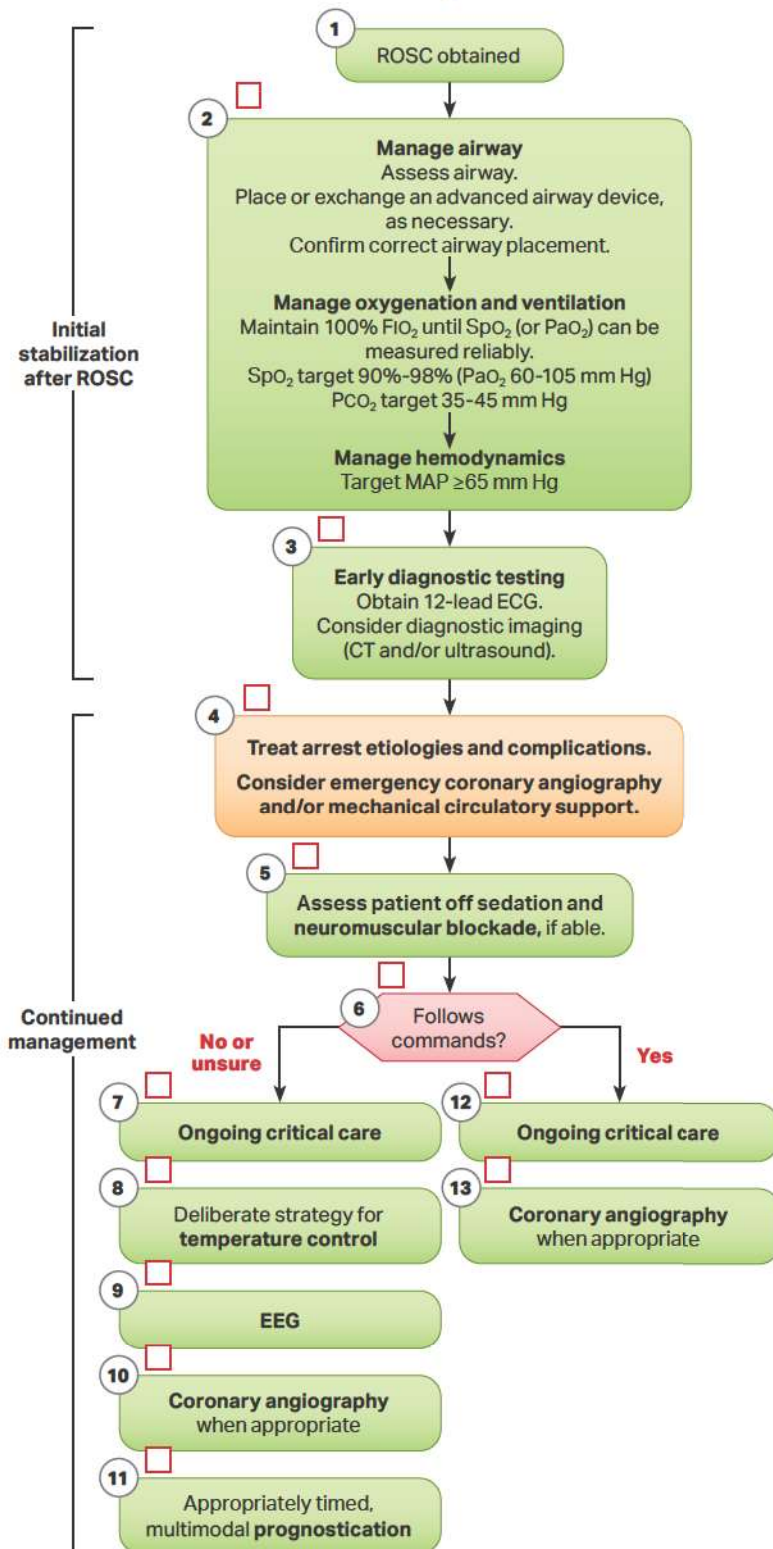 1
ROSC obtained
2
Manage airway
Assess airway.
Place or exchange an advanced airway device,
as necessary.
Confirm correct airway placement.
Manage oxygenation and ventilation
Maintain 100% FIO₂ until SpO₂ (or PaO₂) can be
measured reliably.
SpO₂ target 90%-98% (PaO₂ 60-105 mm Hg)
PCO₂ target 35-45 mm Hg
Manage hemodynamics
Target MAP ≥65 mm Hg
Initial
stabilization
after ROSC
3
Early diagnostic testing
Obtain 12-lead ECG.
Consider diagnostic imaging
(CT and/or ultrasound).
4
Treat arrest etiologies and complications.
Consider emergency coronary angiography
and/or mechanical circulatory support.
5
Assess patient off sedation and
neuromuscular blockade, if able.
Continued
management
6
Follows
commands?
No or
unsure
Yes
7
Ongoing critical care
8
Deliberate strategy for
temperature control
9
EEG
10
Coronary angiography
when appropriate
11
Appropriately timed,
multimodal prognostication
12
Ongoing critical care
13
Coronary angiography
when appropriate